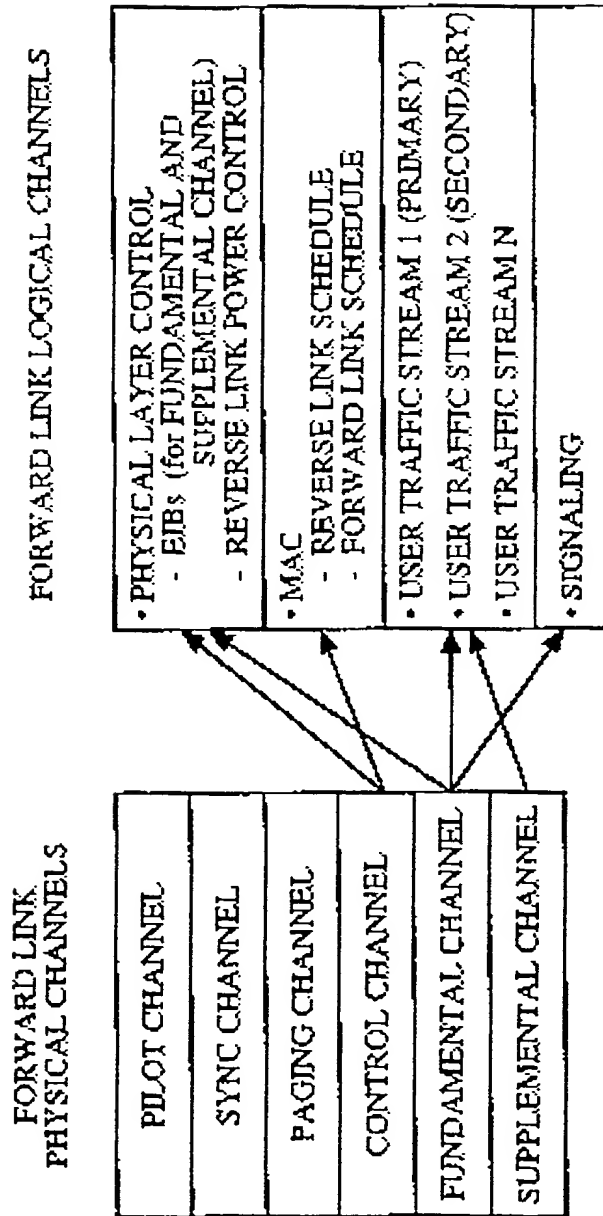 FORWARD LINK
PHYSICAL CHANNELS
PILOT CHANNEL
SYNC CHANNEL
PAGING CHANNEL
CONTROL CHANNEL
FUNDAMENTAL CHANNEL
SUPPLEMENTAL CHANNEL
FORWARD LINK LOGICAL CHANNELS
• PHYSICAL LAYER CONTROL
- EIBs (for FUNDAMENTAL AND
SUPPLEMENTAL CHANNEL)
- REVERSE LINK POWER CONTROL
• MAC
- REVERSE LINK SCHEDULE
- FORWARD LINK SCHEDULE
• USER TRAFFIC STREAM 1 (PRIMARY)
• USER TRAFFIC STREAM 2 (SECONDARY)
• USER TRAFFIC STREAM N
• SIGNALING